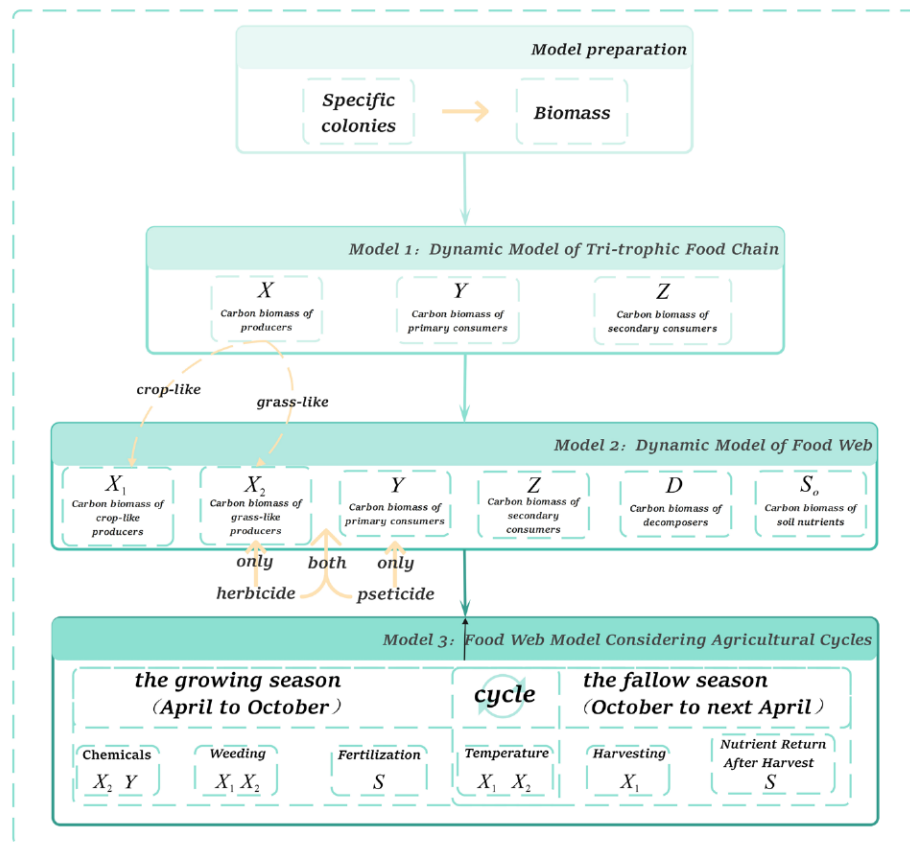 Model preparation
Specific
colonies
Biomass
Model 1: Dynamic Model of Tri-trophic Food Chain
X
Carbon biomass of
producers
Y
Carbon biomass of
primary consumers
Z
Carbon biomass of
secondary consumers
crop-like
grass-like
Model 2: Dynamic Model of Food Web
X₁
Carbon biomass of
crop-like
producers
X₂
Carbon biomass of
grass-like
producers
Y
Carbon biomass of
primary consumers
Z
Carbon biomass of
secondary
consumers
D
Carbon biomass of
decomposers
Sₒ
Carbon biomass of
soil nutrients
only
both
only
herbicide
pseticide
Model 3: Food Web Model Considering Agricultural Cycles
the growing season
(April to October)
cycle
the fallow season
(October to next April)
Chemicals
X₂ Y
Weeding
X₁ X₂
Fertilization
S
Temperature
X₁ X₂
Harvesting
X₁
Nutrient Return
After Harvest
S